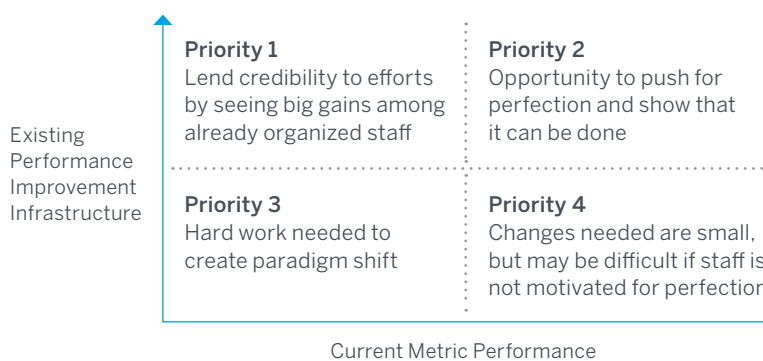 Priority 1
Lend credibility to efforts
by seeing big gains among
already organized staff
Priority 2
Opportunity to push for
perfection and show that
it can be done
Existing
Performance
Improvement
Infrastructure
Priority 3
Hard work needed to
create paradigm shift
Priority 4
Changes needed are small,
but may be difficult if staff is
not motivated for perfection
Current Metric Performance